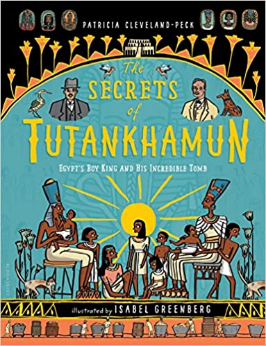 PATRICIA CLEVELAND-PECK
The
SECRETS
of
TUTANKHAMUN
EGYPT'S BOY KING AND HIS INCREDIBLE TOMB
illustrated by ISABEL GREENBERG